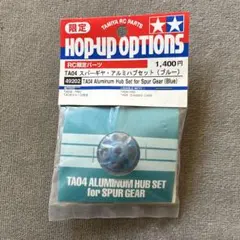 限定
TAMIYA RC PARTS
TAMIYA
HOP-UP OPTIONS
RC限定パーツ
1,400円
TA04 スパーギヤ・アルミハブセット（ブルー）
49202
TA04 Aluminum Hub Set for Spur Gear (Blue)
TA04 ALUMINUM HUB SET
for SPUR GEAR